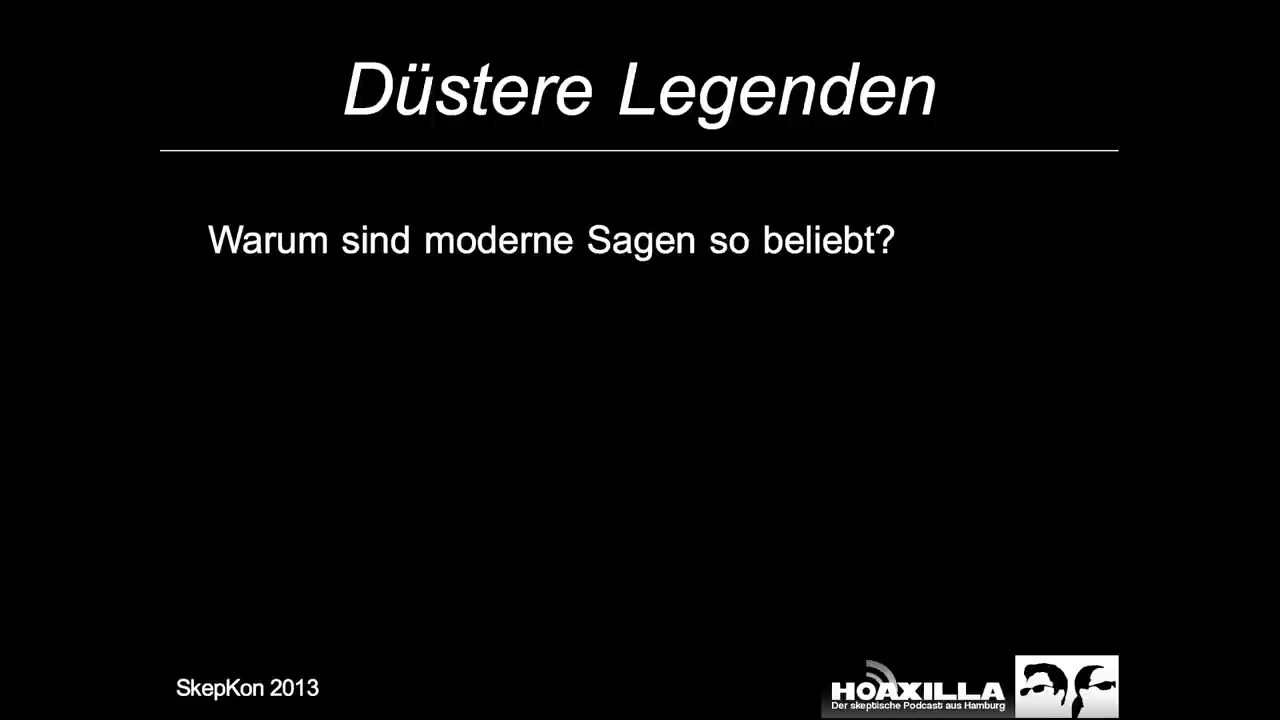 Düstere Legenden
Warum sind moderne Sagen so beliebt?
SkepKon 2013
HOAXILLA
Der skeptische Podcast aus Hamburg